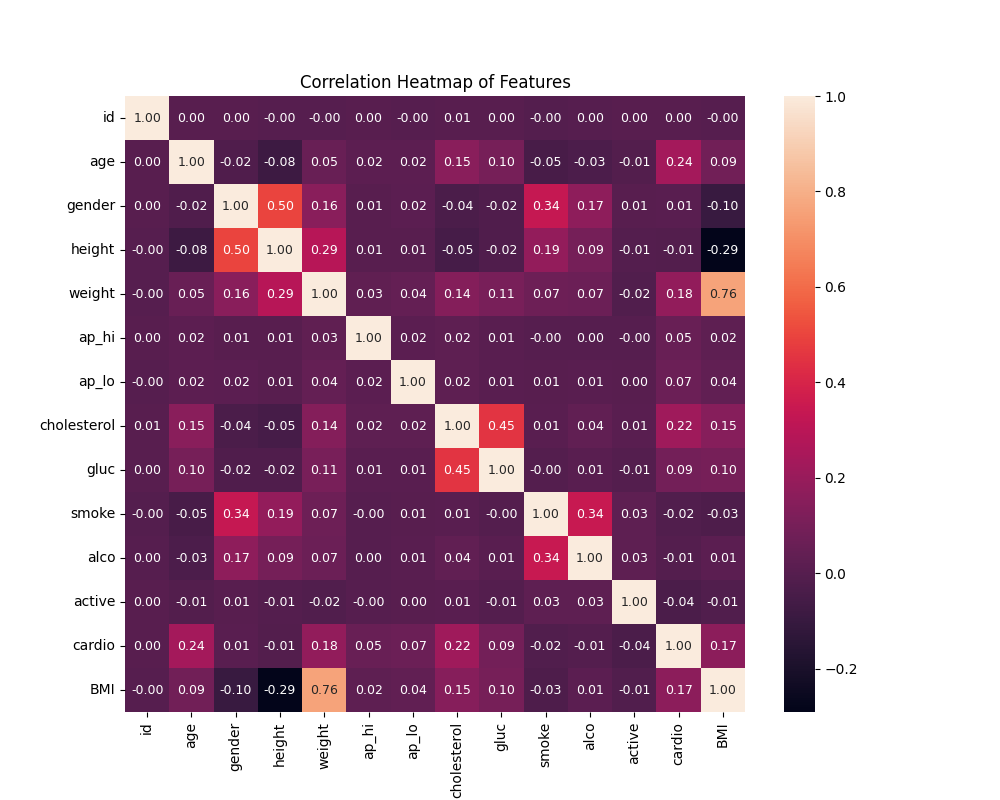 Correlation Heatmap of Features
id 1.00 0.00 0.00 -0.00 -0.00 0.00 -0.00 0.01 0.00 -0.00 0.00 0.00 0.00 -0.00
age 0.00 1.00 -0.02 -0.08 0.05 0.02 0.02 0.15 0.10 -0.05 -0.03 -0.01 0.24 0.09
gender 0.00 -0.02 1.00 0.50 0.16 0.01 0.02 -0.04 -0.02 0.34 0.17 0.01 0.01 -0.10
height -0.00 -0.08 0.50 1.00 0.29 0.01 0.01 -0.05 -0.02 0.19 0.09 -0.01 -0.01 -0.29
weight -0.00 0.05 0.16 0.29 1.00 0.03 0.04 0.14 0.11 0.07 0.07 -0.02 0.18 0.76
ap_hi 0.00 0.02 0.01 0.01 0.03 1.00 0.02 0.02 0.01 -0.00 0.00 -0.00 0.05 0.02
ap_lo -0.00 0.02 0.02 0.01 0.04 0.02 1.00 0.02 0.01 0.01 0.01 0.00 0.07 0.04
cholesterol 0.01 0.15 -0.04 -0.05 0.14 0.02 0.02 1.00 0.45 0.01 0.04 0.01 0.22 0.15
gluc 0.00 0.10 -0.02 -0.02 0.11 0.01 0.01 0.45 1.00 -0.00 0.01 -0.01 0.09 0.10
smoke -0.00 -0.05 0.34 0.19 0.07 -0.00 0.01 0.01 -0.00 1.00 0.34 0.03 -0.02 -0.03
alco 0.00 -0.03 0.17 0.09 0.07 0.00 0.01 0.04 0.01 0.34 1.00 0.03 -0.01 0.01
active 0.00 -0.01 0.01 -0.01 -0.02 -0.00 0.00 0.01 -0.01 0.03 0.03 1.00 -0.04 -0.01
cardio 0.00 0.24 0.01 -0.01 0.18 0.05 0.07 0.22 0.09 -0.02 -0.01 -0.04 1.00 0.17
BMI -0.00 0.09 -0.10 -0.29 0.76 0.02 0.04 0.15 0.10 -0.03 0.01 -0.01 0.17 1.00
id age gender height weight ap_hi ap_lo cholesterol gluc smoke alco active cardio BMI
1.0
0.8
0.6
0.4
0.2
0.0
−0.2